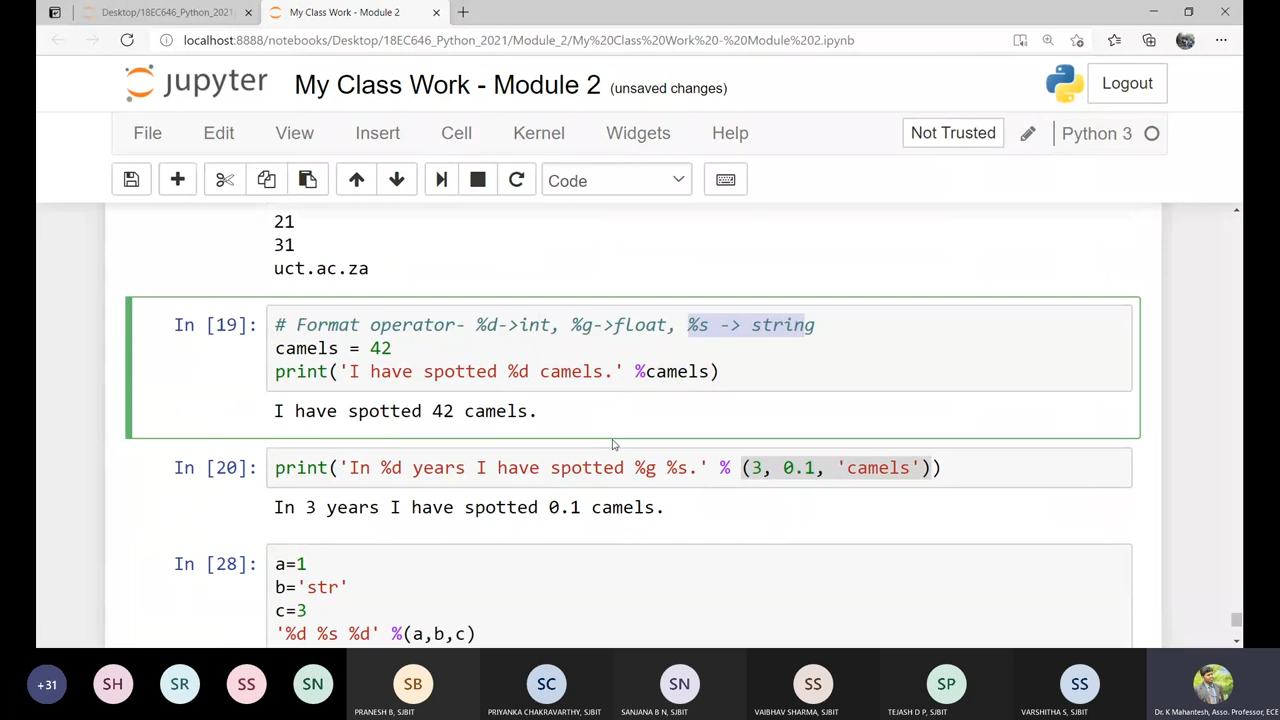 Desktop/18EC646_Python_2021/
My Class Work - Module 2
localhost:8888/notebooks/Desktop/18EC646_Python_2021/Module_2/My%20Class%20Work%20-%20Module%202.ipynb
jupyter My Class Work - Module 2 (unsaved changes)
Logout
File Edit View Insert Cell Kernel Widgets Help
Not Trusted
Python 3
Code
21
31
uct.ac.za
In [19]: # Format operator- %d->int, %g->float, %s -> string
camels = 42
print('I have spotted %d camels.' %camels)
I have spotted 42 camels.
In [20]: print('In %d years I have spotted %g %s.' % (3, 0.1, 'camels'))
In 3 years I have spotted 0.1 camels.
In [28]: a=1
b='str'
c=3
'%d %s %d' %(a,b,c)
+31 SH SR SS SN SB SC SN SS SP SS
PRANESH B, SJBIT PRIYANKA CHAKRAVARTHY, SJBIT SANJANA B N, SJBIT VAIBHAV SHARMA, SJBIT TEJASH D P, SJBIT VARSHITHA S, SJBIT Dr. K Mahantesh, Asso. Professor, ECE